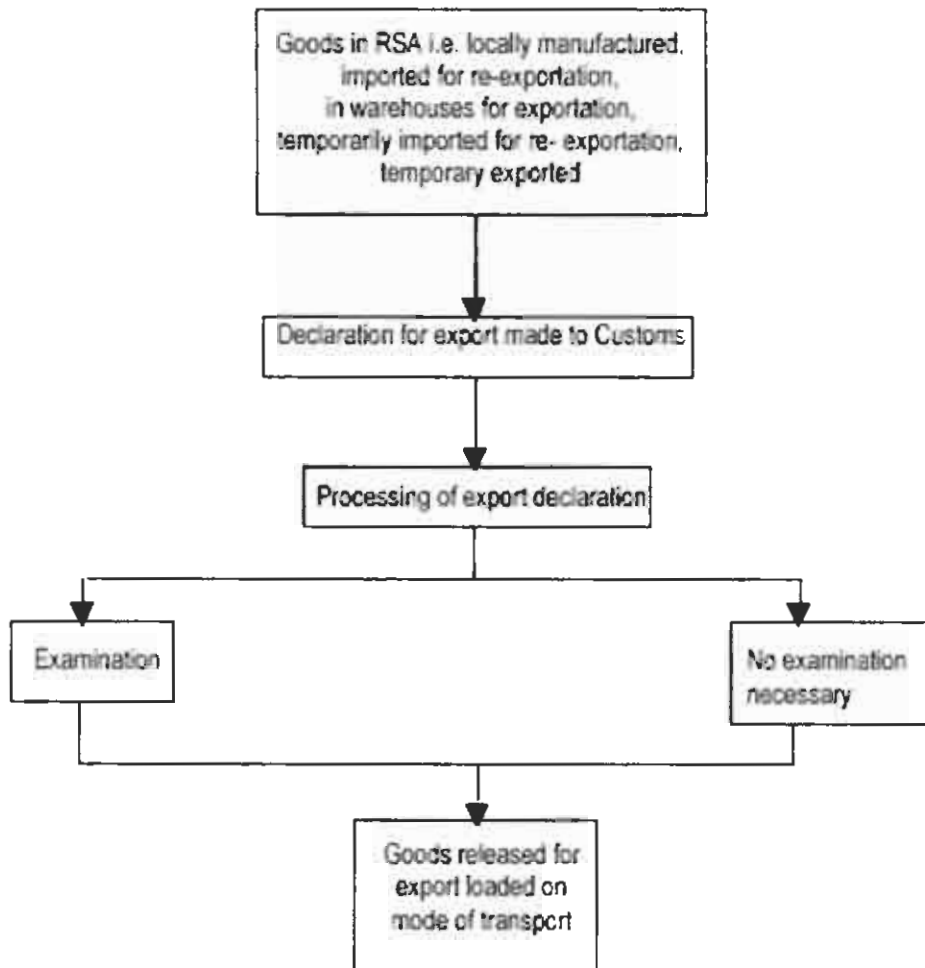 Goods in RSA i.e. locally manufactured,
imported for re-exportation,
in warehouses for exportation,
temporarily imported for re- exportation,
temporary exported
Declaration for export made to Customs
Processing of export declaration
Examination
No examination
necessary
Goods released for
export loaded on
mode of transport